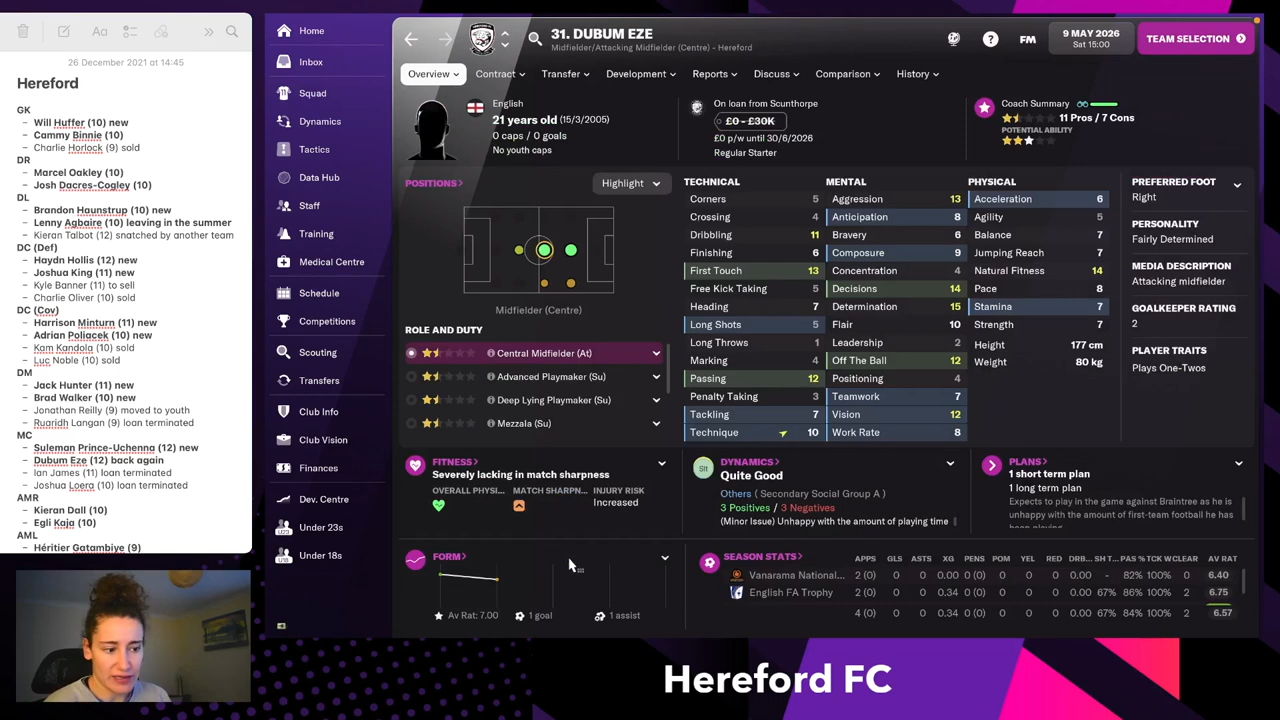 26 December 2021 at 14:45
Hereford
GK
- Will Huffer (10) new
- Cammy Binnie (10)
- Charlie Horlock (9) sold
DR
- Marcel Oakley (10)
- Josh Dacres-Cogley (10)
DL
- Brandon Haunstrup (10) new
- Lenny Agbaire (10) leaving in the summer
- Kieran Talbot (12) snatched by another team
DC (Def)
- Haydn Hollis (12) new
- Joshua King (11) new
- Kyle Banner (11) to sell
- Charlie Oliver (10) sold
DC (Cov)
- Harrison Minturn (11) new
- Adrian Poliacek (10) new
- Kam Kandola (10) sold
- Luc Noble (10) sold
DM
- Jack Hunter (11) new
- Brad Walker (10) new
- Jonathan Reilly (9) moved to youth
- Ruaridh Langan (9) loan terminated
MC
- Suleman Prince-Uchenna (12) new
- Dubum Eze (12) back again
- Ian James (11) loan terminated
- Joshua Loera (10) loan terminated
AMR
- Kieran Dall (10)
- Egli Kaja (10)
AML
- Héritier Gatambiye (9)
Aa
Home
Inbox
Squad
Dynamics
Tactics
Data Hub
Staff
Training
Medical Centre
Schedule
Competitions
Scouting
Transfers
Club Info
Club Vision
Finances
Dev. Centre
Under 23s
Under 18s
31. DUBUM EZE
Midfielder/Attacking Midfielder (Centre) - Hereford
? FM
9 MAY 2026
Sat 15:00
TEAM SELECTION
Overview Contract Transfer Development Reports Discuss Comparison History
English
21 years old (15/3/2005)
0 caps / 0 goals
No youth caps
On loan from Scunthorpe
£0 - £30K
£0 p/w until 30/6/2026
Regular Starter
Coach Summary
11 Pros / 7 Cons
POTENTIAL ABILITY
POSITIONS
Highlight
Midfielder (Centre)
ROLE AND DUTY
Central Midfielder (At)
Advanced Playmaker (Su)
Deep Lying Playmaker (Su)
Mezzala (Su)
TECHNICAL
Corners 5
Crossing 4
Dribbling 11
Finishing 6
First Touch 13
Free Kick Taking 5
Heading 7
Long Shots 5
Long Throws 1
Marking 4
Passing 12
Penalty Taking 3
Tackling 7
Technique 10
MENTAL
Aggression 13
Anticipation 8
Bravery 6
Composure 9
Concentration 4
Decisions 14
Determination 15
Flair 10
Leadership 2
Off The Ball 12
Positioning 4
Teamwork 7
Vision 12
Work Rate 8
PHYSICAL
Acceleration 6
Agility 5
Balance 7
Jumping Reach 7
Natural Fitness 14
Pace 8
Stamina 7
Strength 7
Height 177 cm
Weight 80 kg
PREFERRED FOOT
Right
PERSONALITY
Fairly Determined
MEDIA DESCRIPTION
Attacking midfielder
GOALKEEPER RATING
2
PLAYER TRAITS
Plays One-Twos
FITNESS
Severely lacking in match sharpness
OVERALL PHYSI... MATCH SHARPN... INJURY RISK
Increased
Slt
DYNAMICS
Quite Good
Others ( Secondary Social Group A )
3 Positives / 3 Negatives
(Minor Issue) Unhappy with the amount of playing time
PLANS
1 short term plan
1 long term plan
Expects to play in the game against Braintree as he is
unhappy with the amount of first-team football he has
FORM
Av Rat: 7.00 1 goal 1 assist
SEASON STATS APPS GLS ASTS XG PENS POM YEL RED DRB... SH T... PAS % TCK W CLEAR AV RAT
Vanarama National... 2 (0) 0 0 0.00 0 (0) 0 0 0 0.00 - 82% 100% 0 6.40
English FA Trophy 2 (0) 0 0 0.34 0 (0) 0 0 0 0.00 67% 86% 100% 2 6.75
4 (0) 0 0 0.34 0 (0) 0 0 0 0.00 67% 85% 100% 2 6.57
Hereford FC